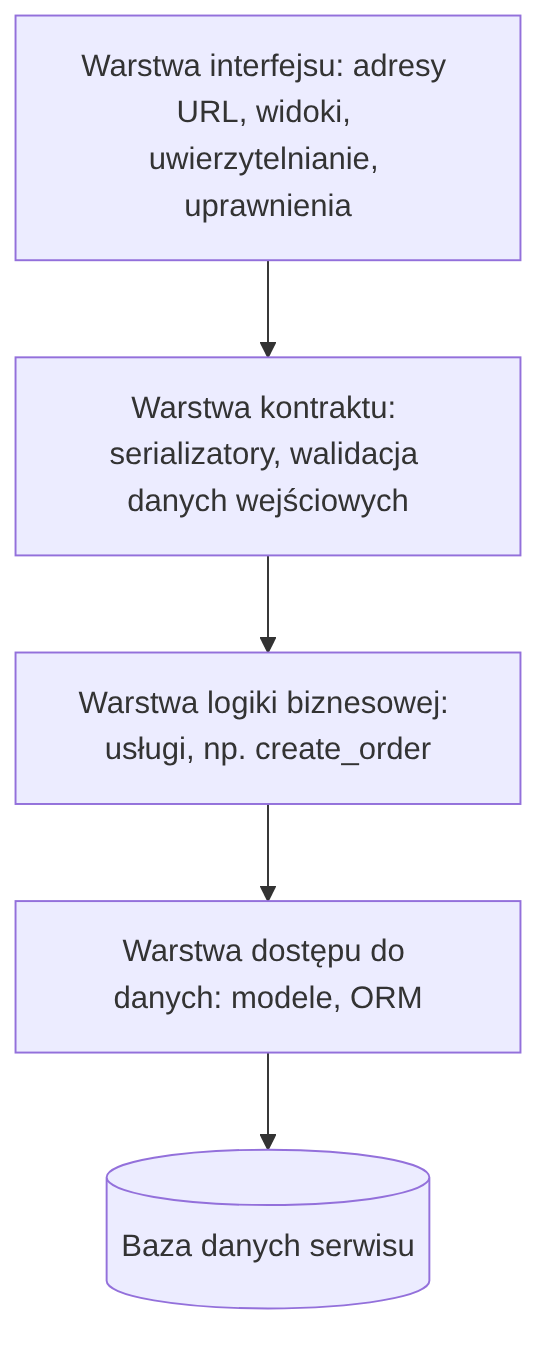 Warstwa interfejsu: adresy
URL, widoki,
uwierzytelnianie,
uprawnienia
Warstwa kontraktu:
serializatory, walidacja
danych wejściowych
Warstwa logiki biznesowej:
usługi, np. create_order
Warstwa dostępu do
danych: modele, ORM
Baza danych serwisu